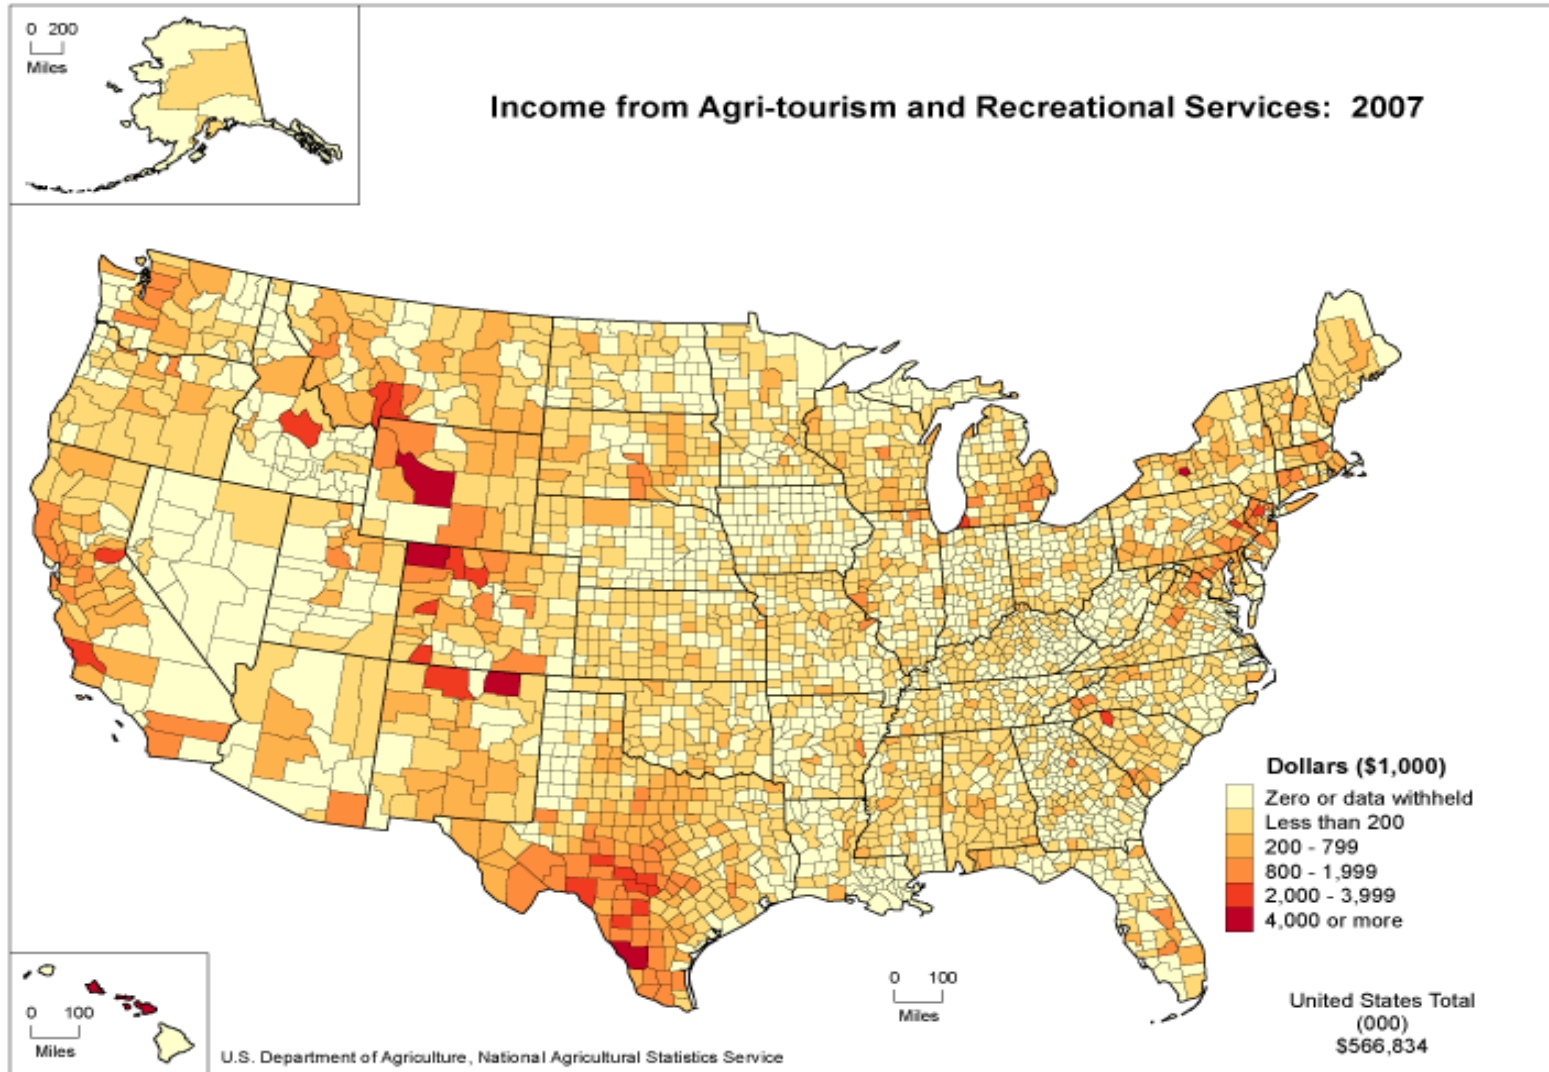 0 200
Miles
Income from Agri-tourism and Recreational Services: 2007
Dollars ($1,000)
Zero or data withheld
Less than 200
200 - 799
800 - 1,999
2,000 - 3,999
4,000 or more
0 100
Miles
0 100
Miles
United States Total
(000)
$566,834
U.S. Department of Agriculture, National Agricultural Statistics Service